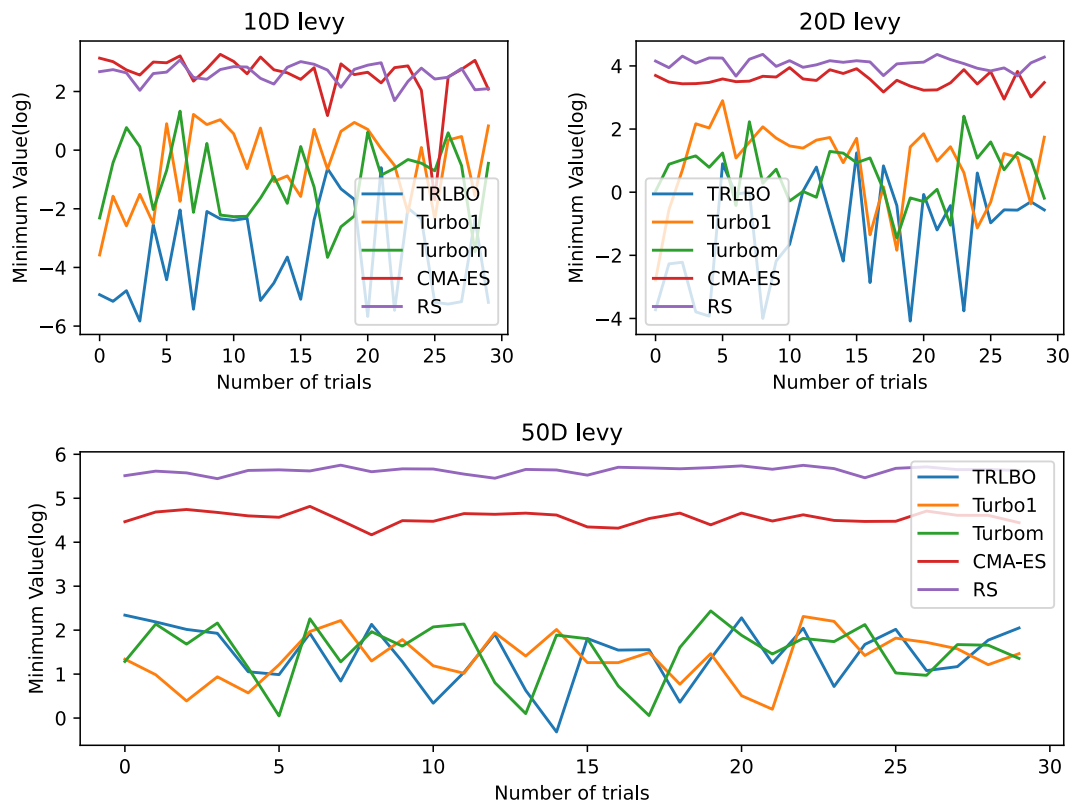 10D levy
Minimum Value(log)
2
0
−2
−4
−6
0 5 10 15 20 25 30
Number of trials
TRLBO
Turbo1
Turbom
CMA-ES
RS
20D levy
Minimum Value(log)
4
2
0
−2
−4
0 5 10 15 20 25 30
Number of trials
TRLBO
Turbo1
Turbom
CMA-ES
RS
50D levy
Minimum Value(log)
6
5
4
3
2
1
0
0 5 10 15 20 25 30
Number of trials
TRLBO
Turbo1
Turbom
CMA-ES
RS